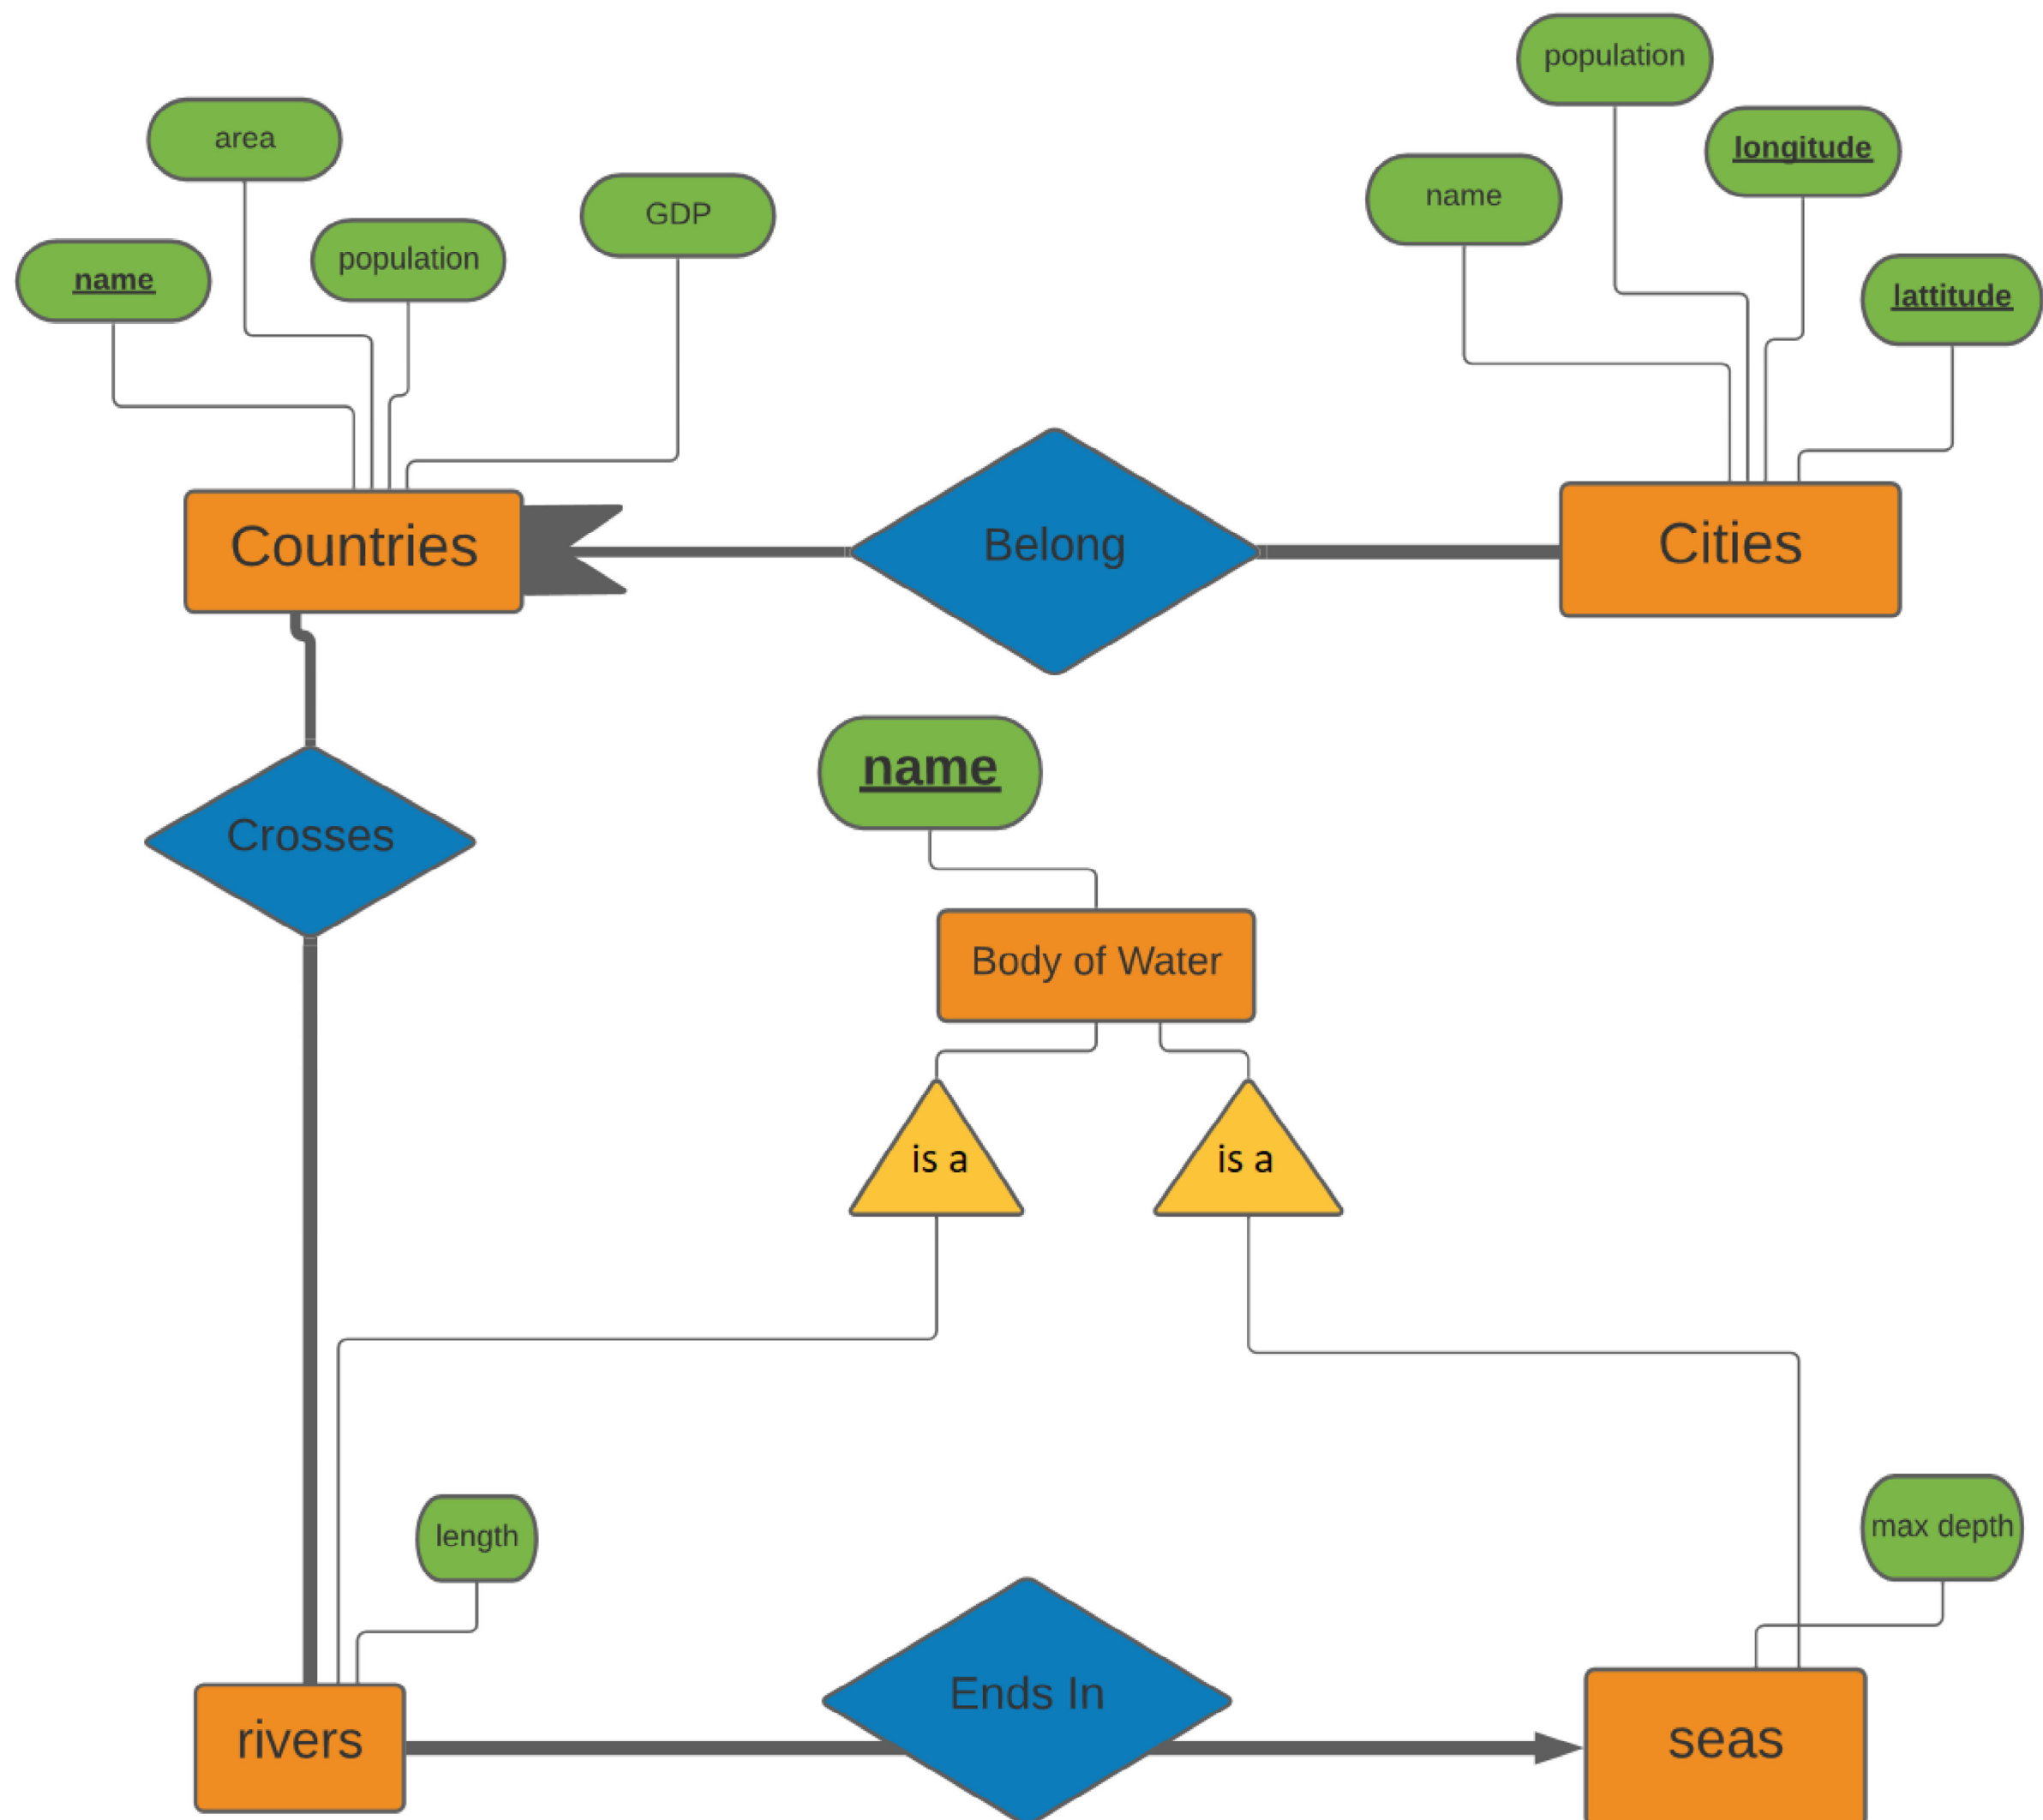 population
area
longitude
name
GDP
population
name
lattitude
Countries
Belong
Cities
name
Crosses
Body of Water
is a
is a
length
max depth
Ends In
rivers
seas